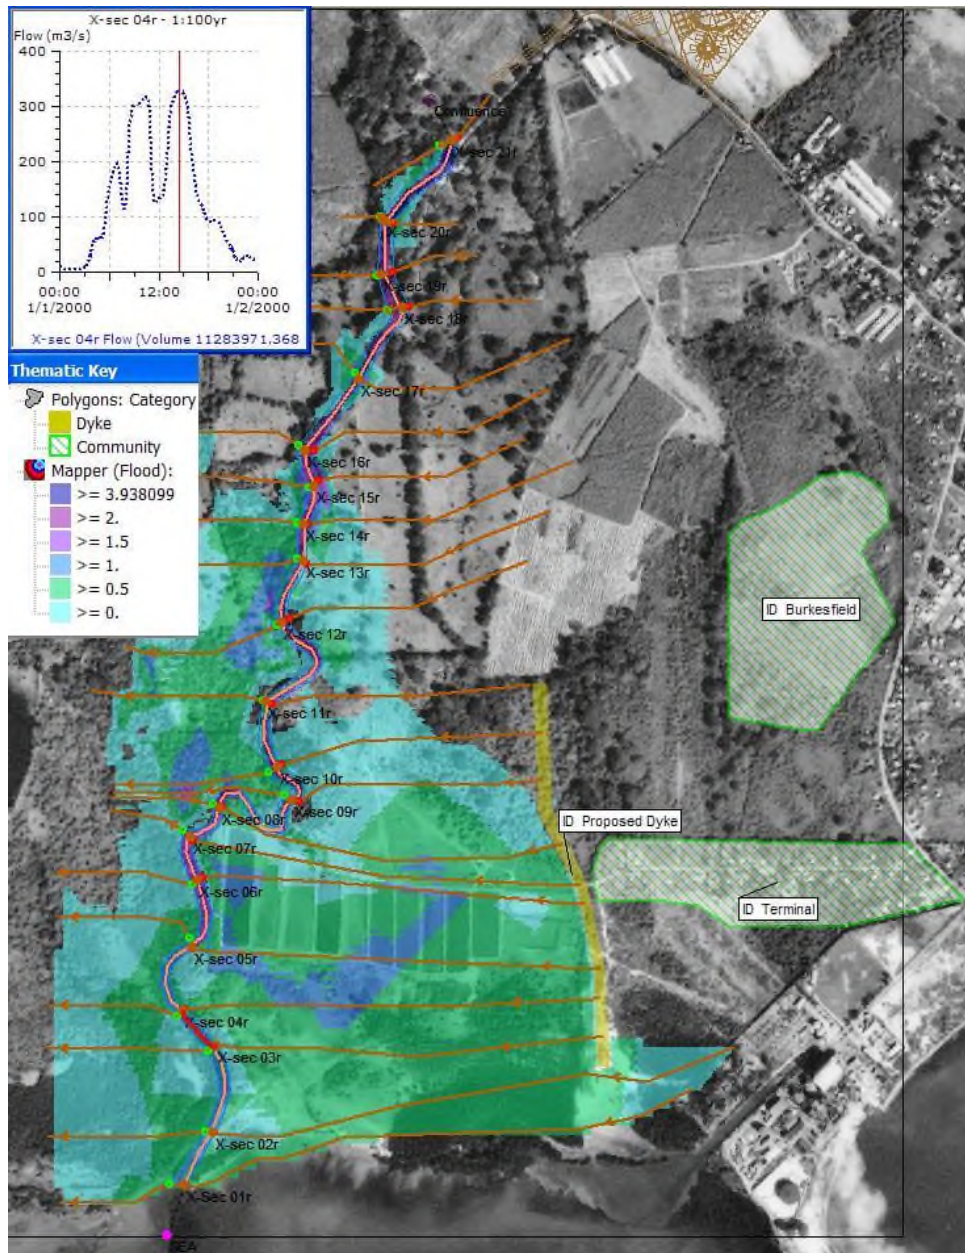 X-sec 04r - 1:100yr
Flow (m3/s)
400
300
200
100
0
00:00
12:00
00:00
1/1/2000
1/2/2000
X-sec 04r Flow (Volume 11283971,368
Thematic Key
Polygons: Category
Dyke
Community
Mapper (Flood):
>= 3.938099
>= 2.
>= 1.5
>= 1.
>= 0.5
>= 0.
Confluence
X-sec 21r
X-sec 20r
X-sec 19r
X-sec 18r
X-sec 17r
X-sec 16r
X-sec 15r
X-sec 14r
X-sec 13r
X-sec 12r
X-sec 11r
X-sec 10r
X-sec 09r
X-sec 08r
X-sec 07r
X-sec 06r
X-sec 05r
X-sec 04r
X-sec 03r
X-sec 02r
X-Sec 01r
SEA
ID Burkesfield
ID Proposed Dyke
ID Terminal